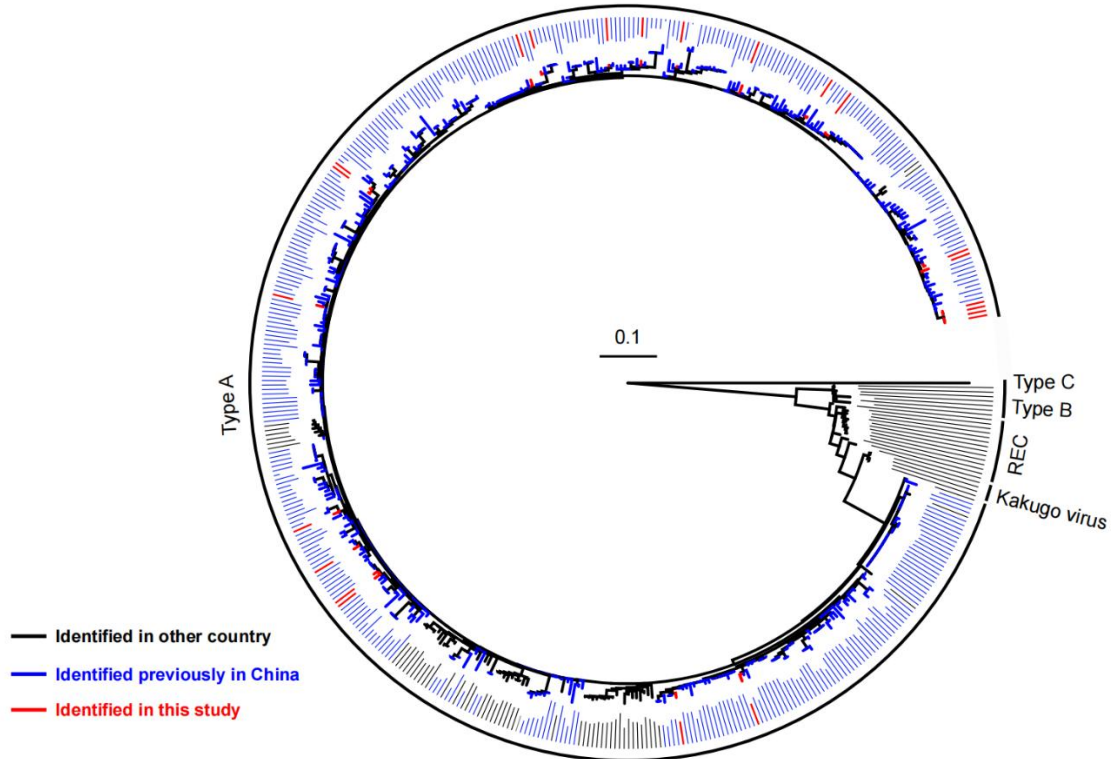 0.1
Type A
Type C
Type B
REC
Kakugo virus
Identified in other country
Identified previously in China
Identified in this study